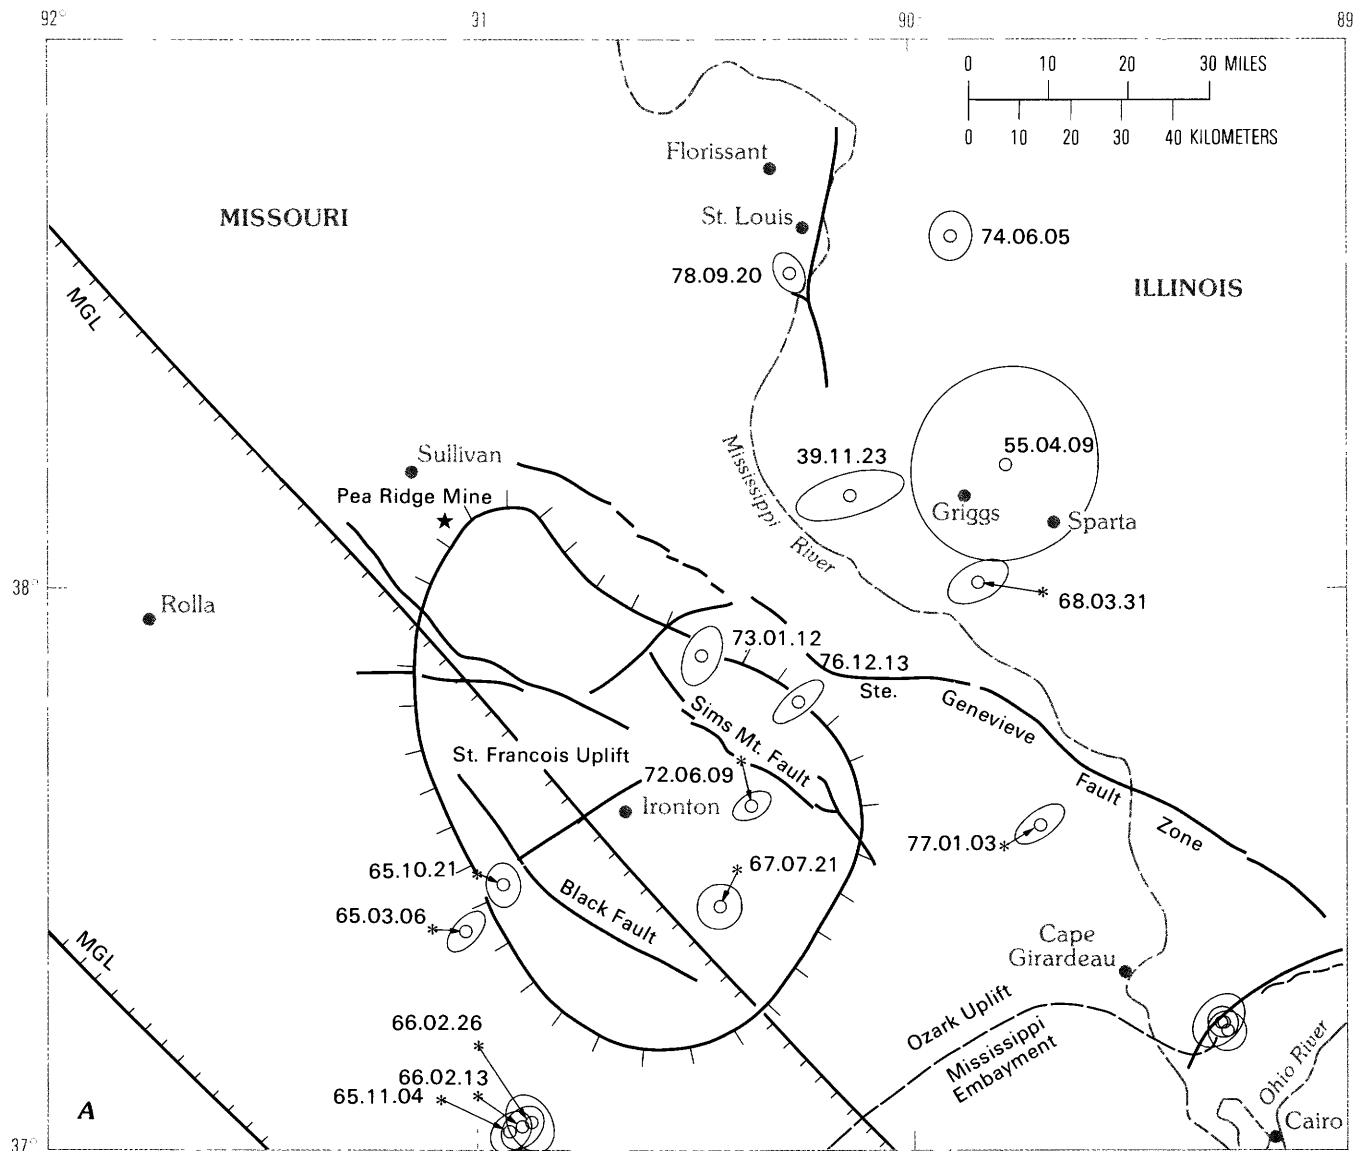 92°
31
90
89
0 10 20 30 MILES
0 10 20 30 40 KILOMETERS
Florissant
MISSOURI
St. Louis
74.06.05
78.09.20
ILLINOIS
MGL
Sullivan
39.11.23
55.04.09
Pea Ridge Mine
Mississippi
River
Griggs
Sparta
38°
Rolla
68.03.31
73.01.12
76.12.13
Ste.
Genevieve
Fault
Zone
Sims Mt. Fault
St. Francois Uplift
72.06.09
*
Ironton
77.01.03*
65.10.21
*
*67.07.21
65.03.06
*
Black Fault
MGL
Cape
Girardeau
66.02.26
*
Ozark Uplift
Mississippi
Embayment
66.02.13
*
65.11.04
*
Ohio River
A
Cairo
37°